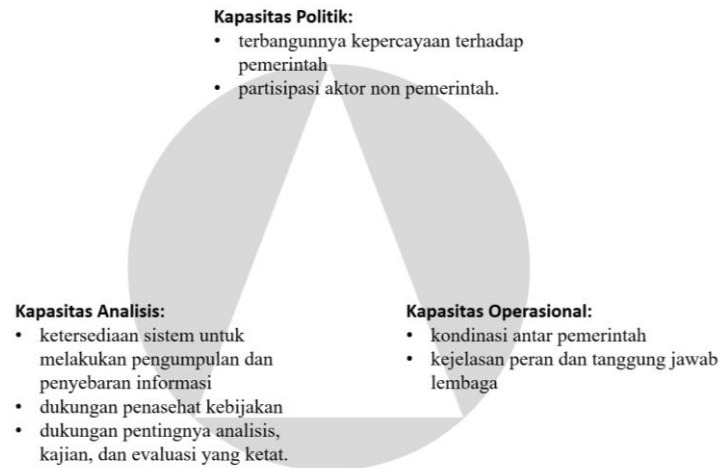 Kapasitas Politik:
• terbangunnya kepercayaan terhadap
pemerintah
• partisipasi aktor non pemerintah.
Kapasitas Analisis:
• ketersediaan sistem untuk
melakukan pengumpulan dan
penyebaran informasi
• dukungan penasehat kebijakan
• dukungan pentingnya analisis,
kajian, dan evaluasi yang ketat.
Kapasitas Operasional:
• kondinasi antar pemerintah
• kejelasan peran dan tanggung jawab
lembaga